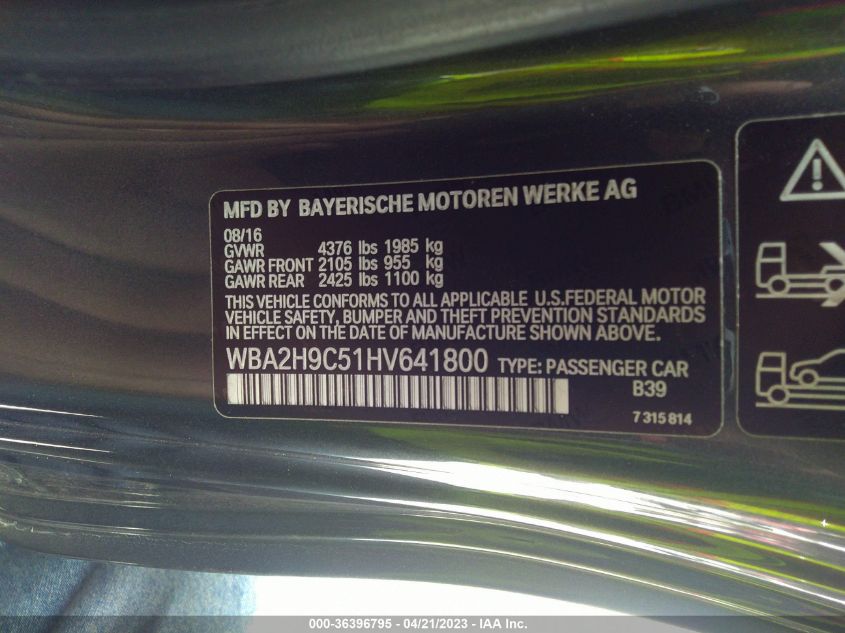 MFD BY BAYERISCHE MOTOREN WERKE AG
08/16
GVWR 4376 lbs 1985 kg
GAWR FRONT 2105 lbs 955 kg
GAWR REAR 2425 lbs 1100 kg
THIS VEHICLE CONFORMS TO ALL APPLICABLE U.S.FEDERAL MOTOR
VEHICLE SAFETY, BUMPER AND THEFT PREVENTION STANDARDS
IN EFFECT ON THE DATE OF MANUFACTURE SHOWN ABOVE.
WBA2H9C51HV641800 TYPE: PASSENGER CAR
B39
7 315 814
000-36396795 - 04/21/2023 - IAA Inc.